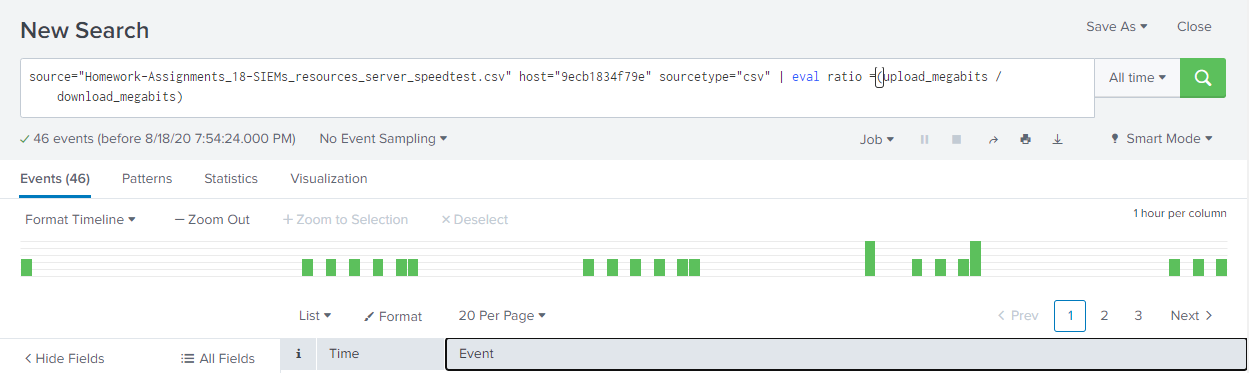 New Search
Save As
Close
source="Homework-Assignments_18-SIEMs_resources_server_speedtest.csv" host="9ecb1834f79e" sourcetype="csv" | eval ratio =(upload_megabits /
download_megabits)
All time
46 events (before 8/18/20 7:54:24.000 PM)
No Event Sampling
Job
Smart Mode
Events (46)
Patterns
Statistics
Visualization
Format Timeline
— Zoom Out
+ Zoom to Selection
× Deselect
1 hour per column
List
Format
20 Per Page
< Prev
1
2
3
Next >
< Hide Fields
All Fields
i
Time
Event